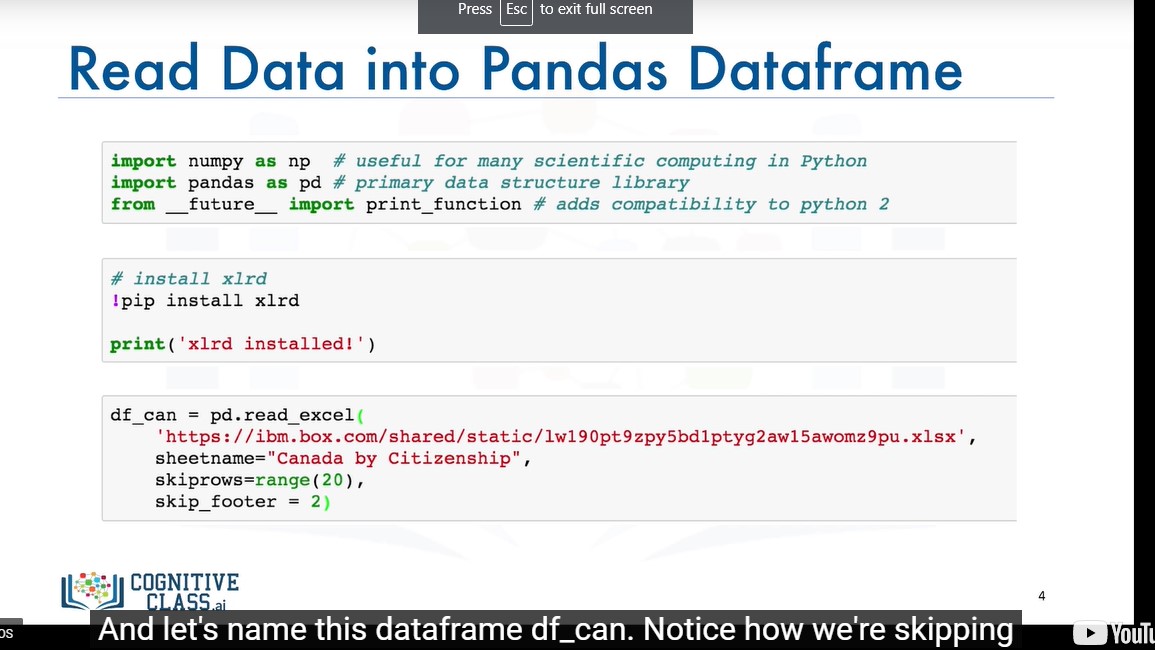 Press Esc to exit full screen
Read Data into Pandas Dataframe
import numpy as np # useful for many scientific computing in Python
import pandas as pd # primary data structure library
from __future__ import print_function # adds compatibility to python 2
# install xlrd
!pip install xlrd
print('xlrd installed!')
df_can = pd.read_excel(
'https://ibm.box.com/shared/static/lw190pt9zpy5bd1ptyg2aw15awomz9pu.xlsx',
sheetname="Canada by Citizenship",
skiprows=range(20),
skip_footer = 2)
COGNITIVE
CLASS.ai
4
And let's name this dataframe df_can. Notice how we're skipping